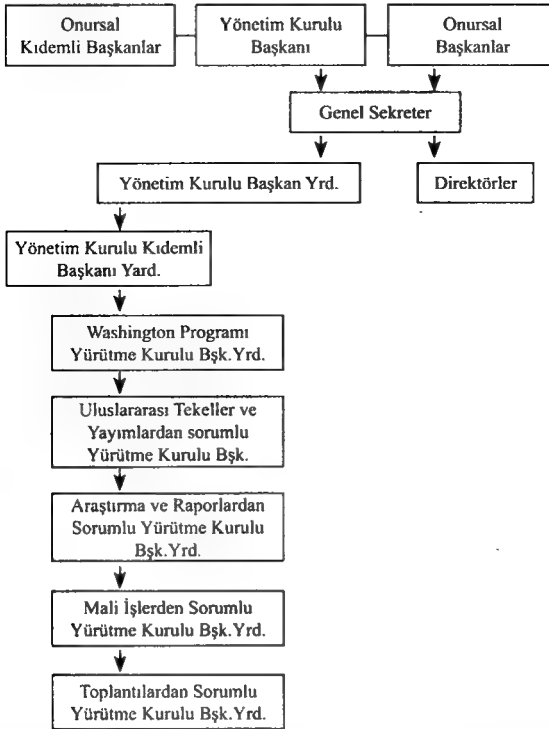 Onursal
Kıdemli Başkanlar
Yönetim Kurulu
Başkanı
Onursal
Başkanlar
Genel Sekreter
Yönetim Kurulu Başkan Yrd.
Direktörler
Yönetim Kurulu Kıdemli
Başkanı Yard.
Washington Programı
Yürütme Kurulu Bşk.Yrd.
Uluslararası Tekeller ve
Yayımlardan sorumlu
Yürütme Kurulu Bşk.
Araştırma ve Raporlardan
Sorumlu Yürütme Kurulu
Bşk.Yrd.
Mali İşlerden Sorumlu
Yürütme Kurulu Bşk.Yrd.
Toplantılardan Sorumlu
Yürütme Kurulu Bşk.Yrd.